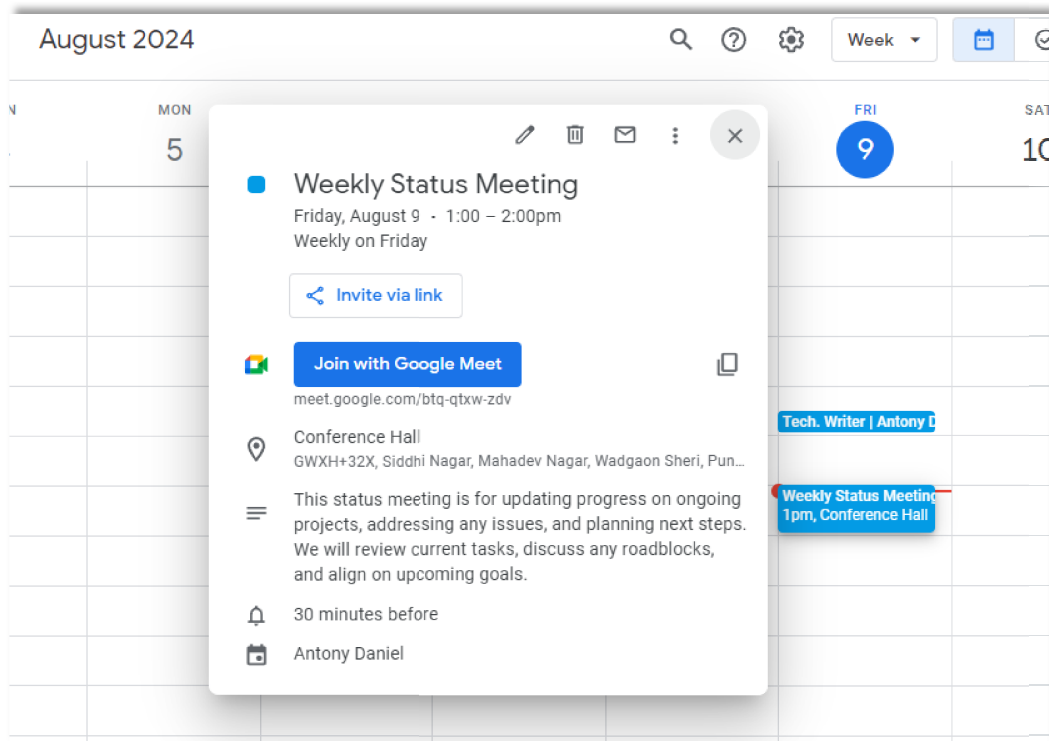 August 2024
Week
MON
FRI
SAT
5
9
10
Weekly Status Meeting
Friday, August 9 • 1:00 – 2:00pm
Weekly on Friday
Invite via link
Join with Google Meet
meet.google.com/btq-qtxw-zdv
Conference Hall
GWXH+32X, Siddhi Nagar, Mahadev Nagar, Wadgaon Sheri, Pun...
This status meeting is for updating progress on ongoing
projects, addressing any issues, and planning next steps.
We will review current tasks, discuss any roadblocks,
and align on upcoming goals.
30 minutes before
Antony Daniel
Tech. Writer | Antony D
Weekly Status Meeting
1pm, Conference Hall